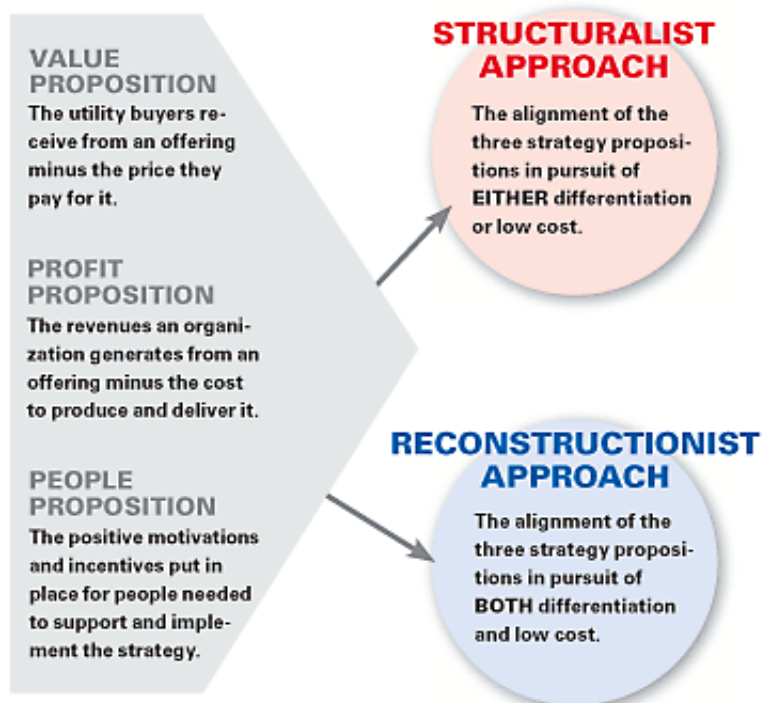 VALUE
PROPOSITION
The utility buyers re-
ceive from an offering
minus the price they
pay for it.
PROFIT
PROPOSITION
The revenues an organi-
zation generates from an
offering minus the cost
to produce and deliver it.
PEOPLE
PROPOSITION
The positive motivations
and incentives put in
place for people needed
to support and imple-
ment the strategy.
STRUCTURALIST
APPROACH
The alignment of the
three strategy proposi-
tions in pursuit of
EITHER differentiation
or low cost.
RECONSTRUCTIONIST
APPROACH
The alignment of the
three strategy proposi-
tions in pursuit of
BOTH differentiation
and low cost.